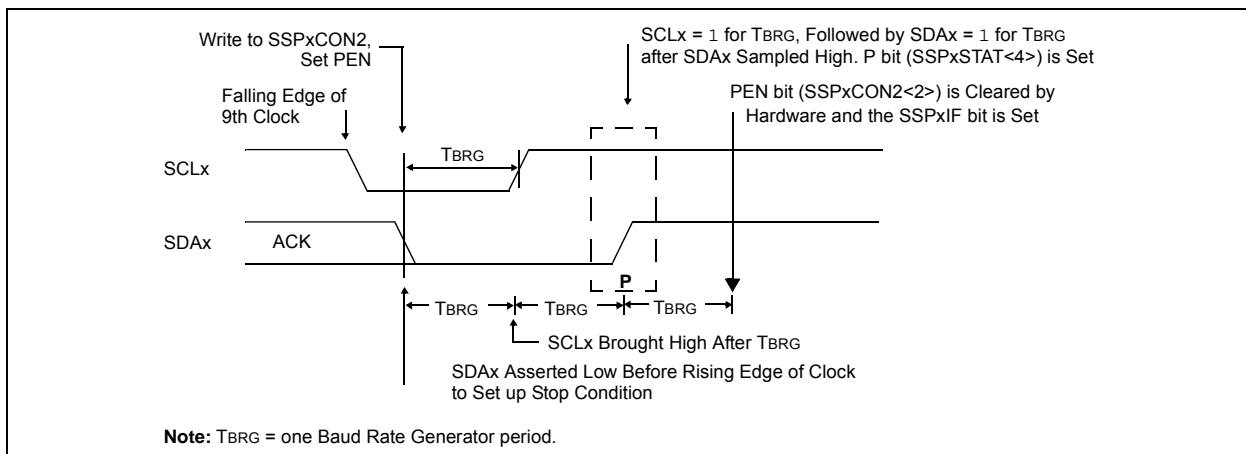 Write to SSPxCON2,
Set PEN
SCLx = 1 for TBRG, Followed by SDAx = 1 for TBRG
after SDAx Sampled High. P bit (SSPxSTAT<4>) is Set
Falling Edge of
9th Clock
PEN bit (SSPxCON2<2>) is Cleared by
Hardware and the SSPxIF bit is Set
SCLx
TBRG
SDAx
ACK
P
TBRG
TBRG
TBRG
SCLx Brought High After TBRG
SDAx Asserted Low Before Rising Edge of Clock
to Set up Stop Condition
Note: TBRG = one Baud Rate Generator period.